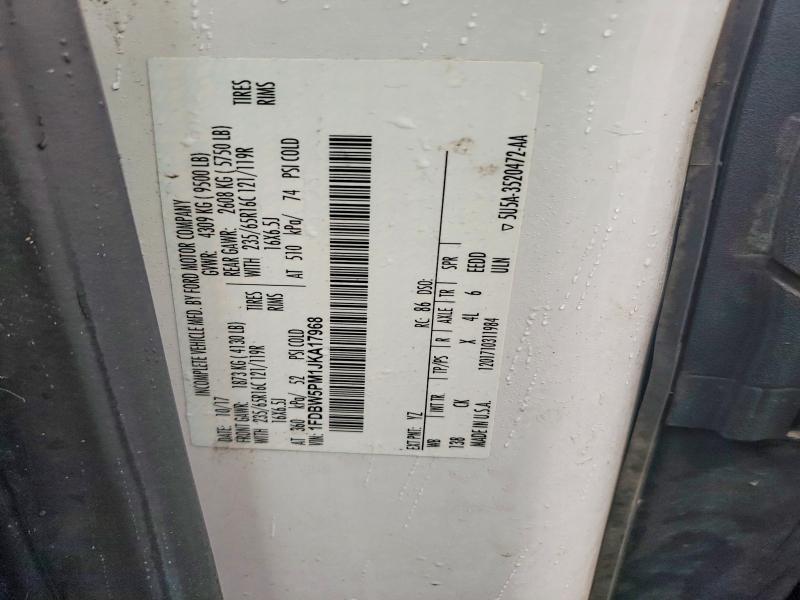 INCOMPLETE VEHICLE MFD. BY FORD MOTOR COMPANY
DATE: 10/17 GVWR: 4309 KG ( 9500 LB)
FRONT GAWR: 1873 KG ( 4130 LB) REAR GAWR: 2608 KG ( 5750 LB)
WITH 235/65R16C 121/119R TIRES WITH 235/65R16C 121/119R TIRES
16X6.5J RIMS 16X6.5J RIMS
AT 360 kPa/ 52 PSI COLD AT 510 kPa/ 74 PSI COLD
VIN: 1FDBW5PM1JKA17968
EXT PNT: YZ RC: 86 DSO:
WB INT TR. TP/PS R AXLE TR SPR
138 CK X 4L 6 EEDD
MADE IN U.S.A. 120U710311984 ULN
▽ 5U5A-3520472-AA